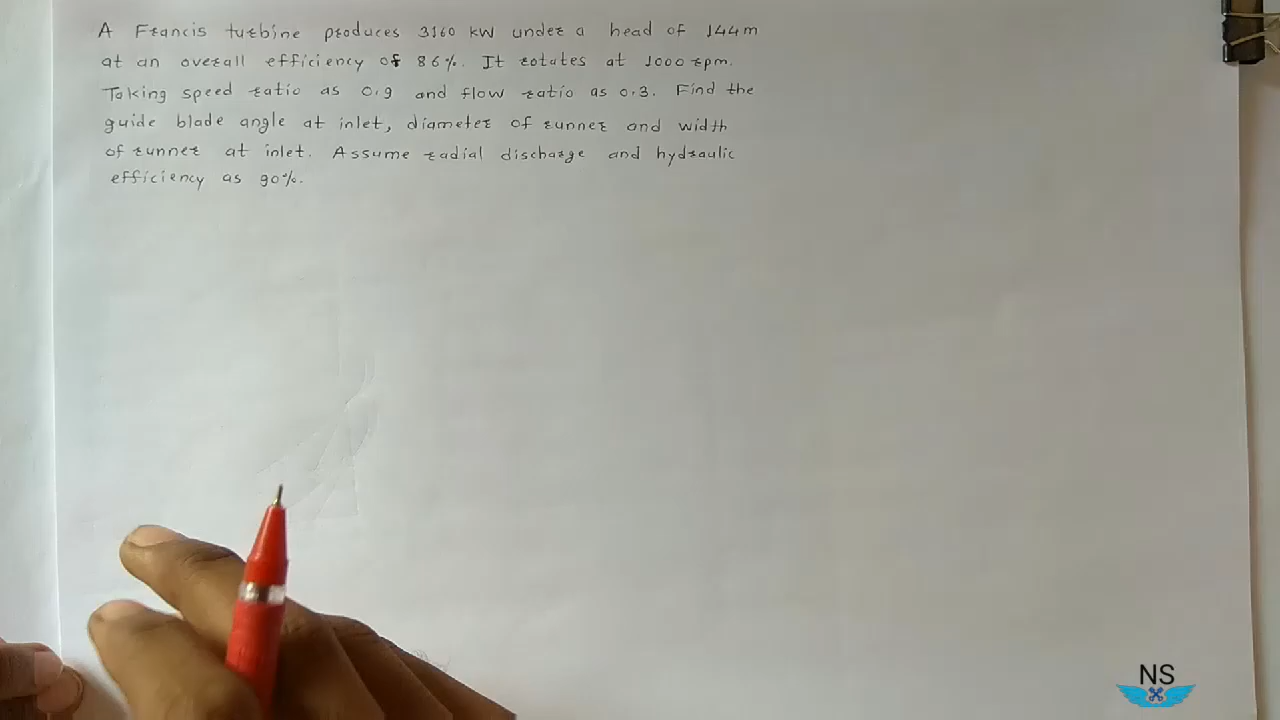 A Francis turbine produces 3160 kW under a head of 144m
at an overall efficiency of 86%. It rotates at 1000 rpm.
Taking speed ratio as 0.9 and flow ratio as 0.3. Find the
guide blade angle at inlet, diameter of runner and width
of runner at inlet. Assume radial discharge and hydraulic
efficiency as 90%.
NS